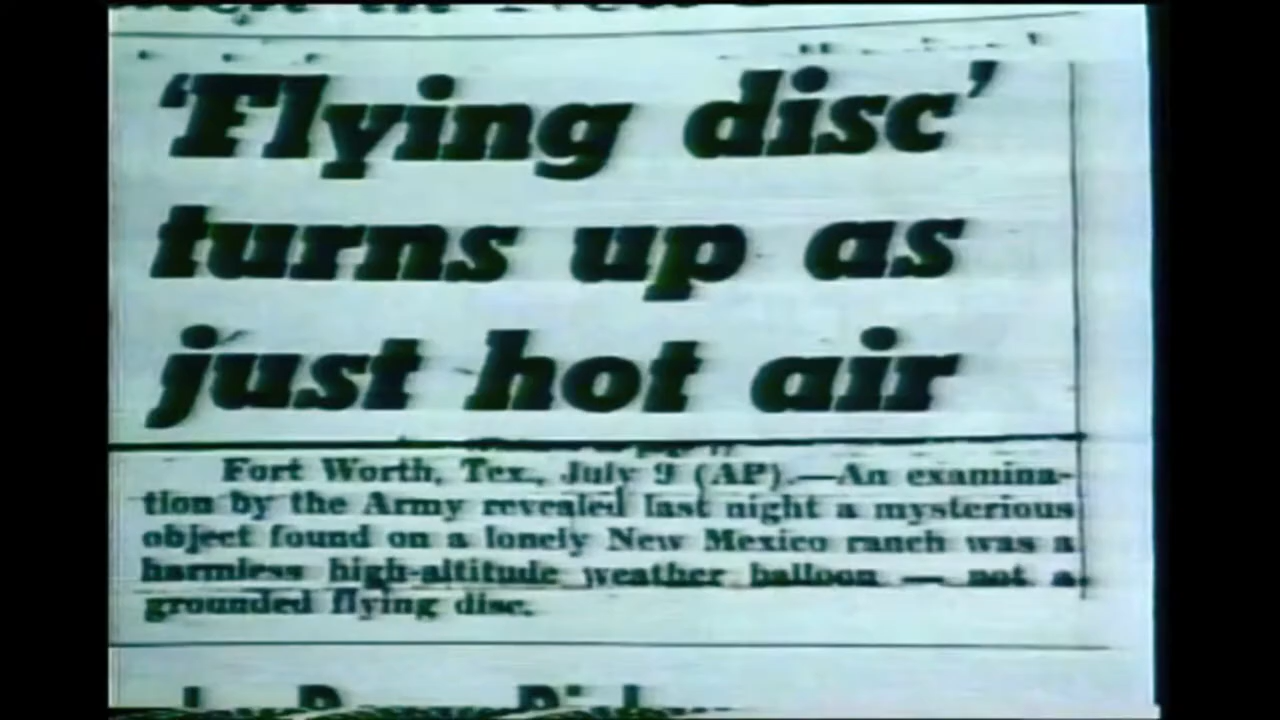 ‘Flying disc’
turns up as
just hot air
Fort Worth, Tex., July 9 (AP).—An examina-
tion by the Army revealed last night a mysterious
object found on a lonely New Mexico ranch was a
harmless high-altitude weather balloon — not a
grounded flying disc.